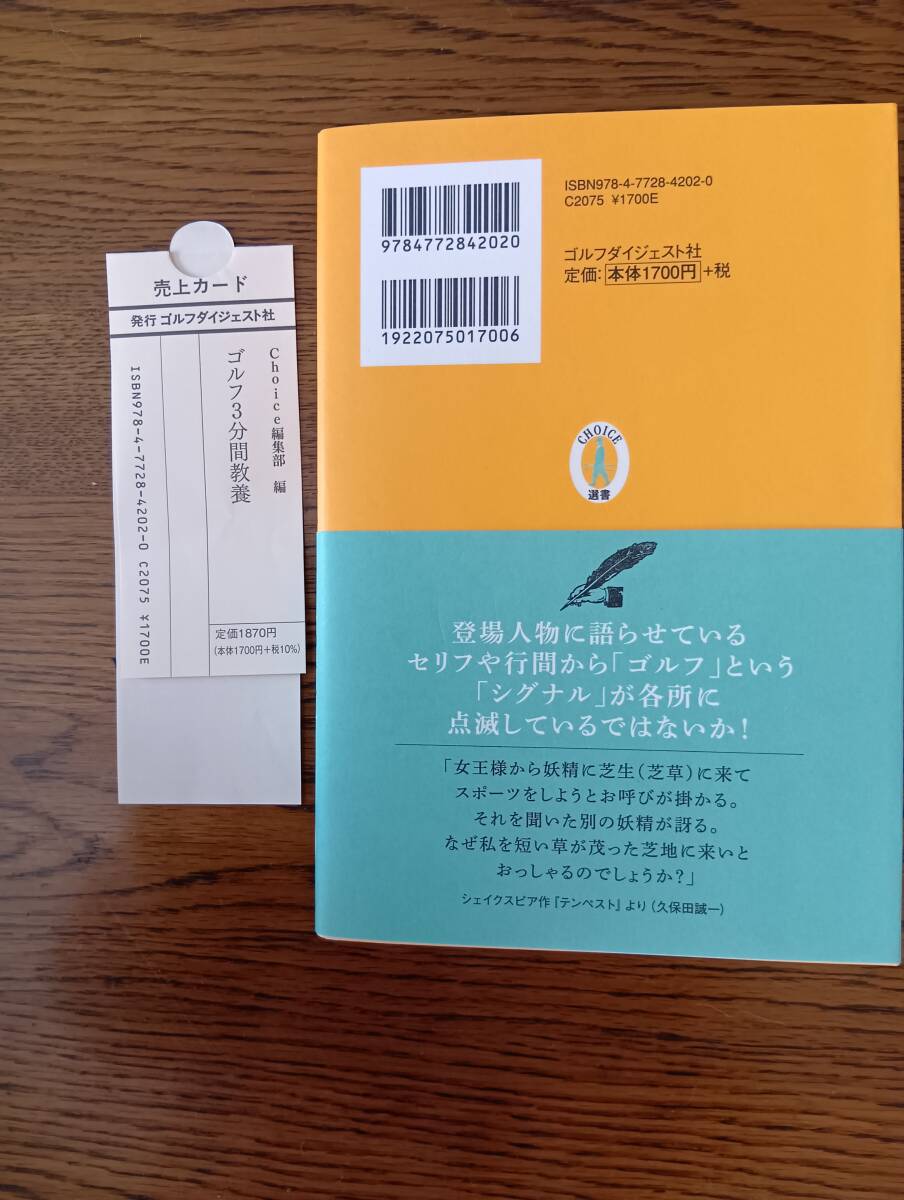 売上カード
発行 ゴルフダイジェスト社
Choice編集部 編
ゴルフ3分間教養
ISBN978-4-7728-4202-0 C2075 ¥1700E
定価1870円
(本体1700円+税10%)
9784772842020
1922075017006
ISBN978-4-7728-4202-0
C2075 ¥1700E
ゴルフダイジェスト社
定価:本体1700円+税
CHOICE
選書
登場人物に語らせている
セリフや行間から「ゴルフ」という
「シグナル」が各所に
点滅しているではないか!
「女王様から妖精に芝生(芝草)に来て
スポーツをしようとお呼びが掛かる。
それを聞いた別の妖精が訝る。
なぜ私を短い草が茂った芝地に来いと
おっしゃるのでしょうか?」
シェイクスピア作『テンペスト』より(久保田誠一)